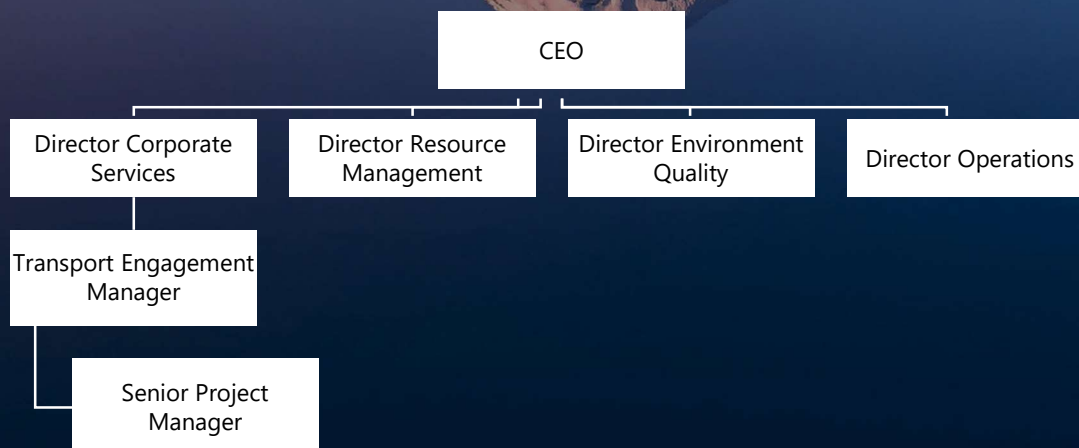 CEO
Director Corporate
Services
Director Resource
Management
Director Environment
Quality
Director Operations
Transport Engagement
Manager
Senior Project
Manager